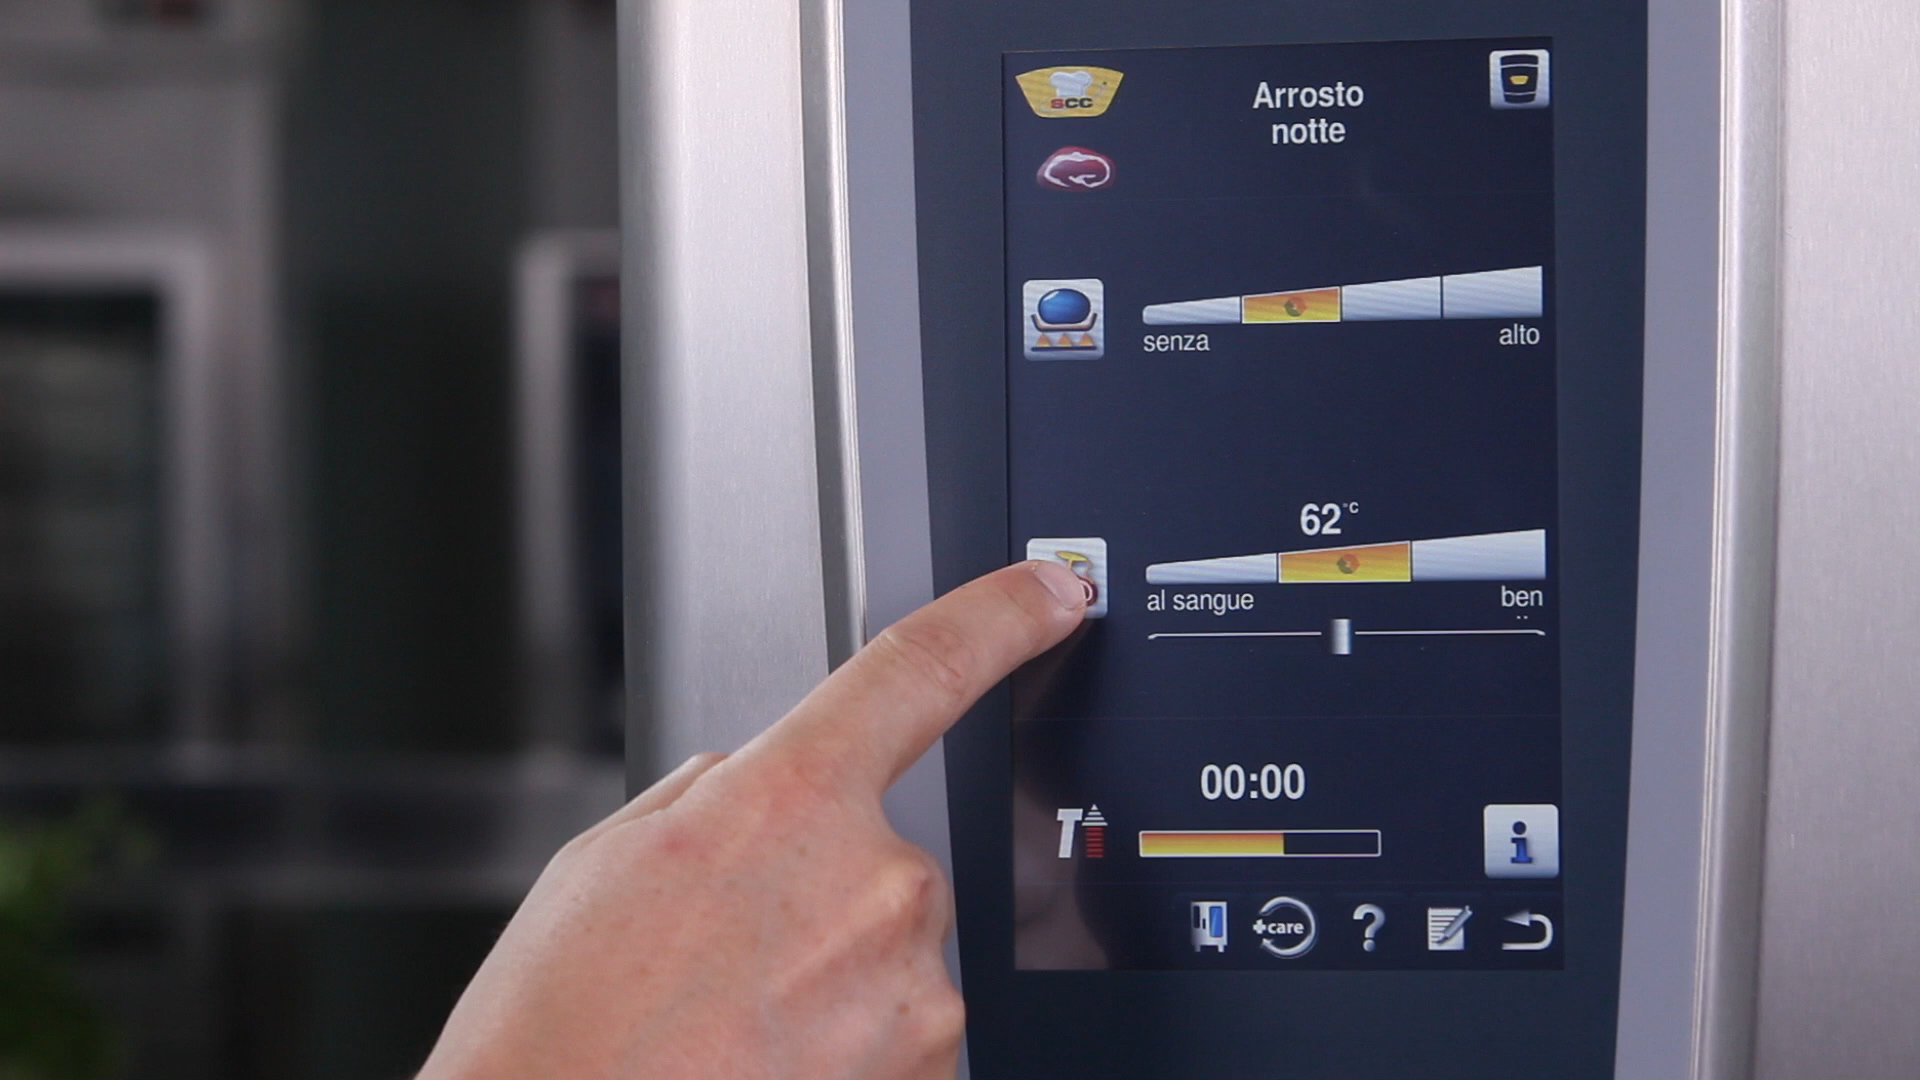 SCC
Arrosto
notte
senza
alto
62°C
al sangue
ben
00:00
T
i
+care
?